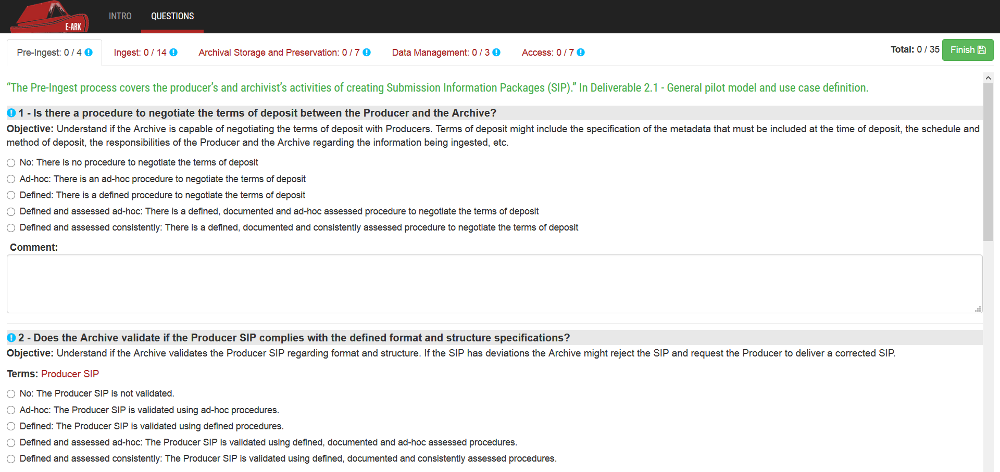 E-ARK
INTRO
QUESTIONS
Pre-Ingest: 0 / 4
Ingest: 0 / 14
Archival Storage and Preservation: 0 / 7
Data Management: 0 / 3
Access: 0 / 7
Total: 0 / 35
Finish
“The Pre-Ingest process covers the producer’s and archivist’s activities of creating Submission Information Packages (SIP).” In Deliverable 2.1 - General pilot model and use case definition.
1 - Is there a procedure to negotiate the terms of deposit between the Producer and the Archive?
Objective: Understand if the Archive is capable of negotiating the terms of deposit with Producers. Terms of deposit might include the specification of the metadata that must be included at the time of deposit, the schedule and
method of deposit, the responsibilities of the Producer and the Archive regarding the information being ingested, etc.
No: There is no procedure to negotiate the terms of deposit
Ad-hoc: There is an ad-hoc procedure to negotiate the terms of deposit
Defined: There is a defined procedure to negotiate the terms of deposit
Defined and assessed ad-hoc: There is a defined, documented and ad-hoc assessed procedure to negotiate the terms of deposit
Defined and assessed consistently: There is a defined, documented and consistently assessed procedure to negotiate the terms of deposit
Comment:
2 - Does the Archive validate if the Producer SIP complies with the defined format and structure specifications?
Objective: Understand if the Archive validates the Producer SIP regarding format and structure. If the SIP has deviations the Archive might reject the SIP and request the Producer to deliver a corrected SIP.
Terms: Producer SIP
No: The Producer SIP is not validated.
Ad-hoc: The Producer SIP is validated using ad-hoc procedures.
Defined: The Producer SIP is validated using defined procedures.
Defined and assessed ad-hoc: The Producer SIP is validated using defined, documented and ad-hoc assessed procedures.
Defined and assessed consistently: The Producer SIP is validated using defined, documented and consistently assessed procedures.